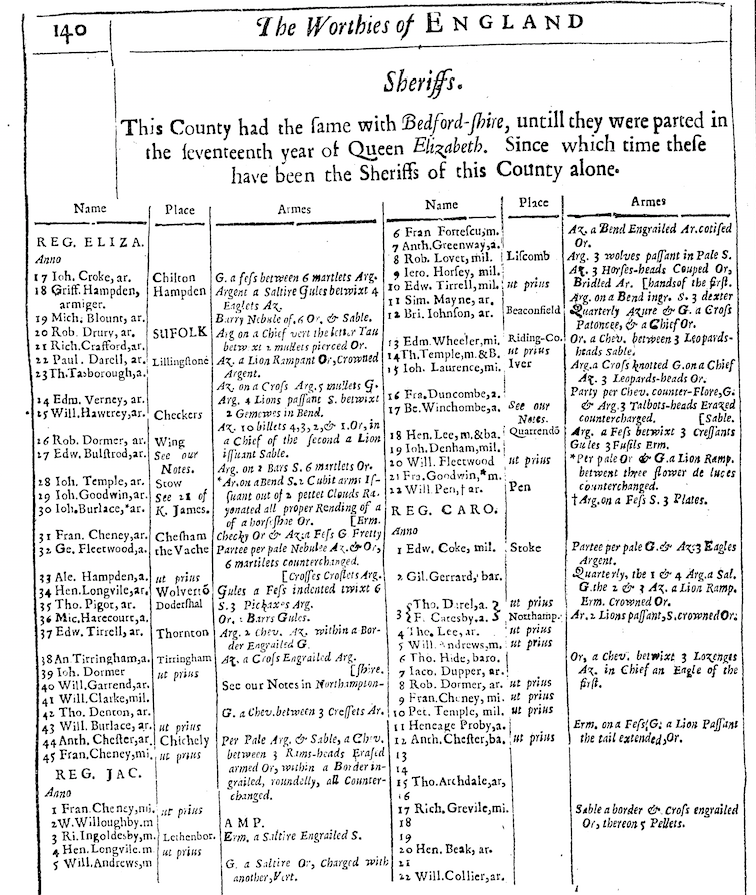 140
The Worthies of ENGLAND
Sheriffs.
This County had the ſame with Bedford-ſhire, untill they were parted in
the ſeventeenth year of Queen Elizabeth. Since which time theſe
have been the Sheriffs of this County alone.
Name Place Armes
REG. ELIZA.
Anno
17 Ioh. Croke, ar. Chilton G. a feſs between 6 martlets Arg.
18 Griff. Hampden, Hampden Argent a Saltire Gules betwixt 4
armiger. Eaglets Az.
19 Mich. Blount, ar. Barry Nebule of 6 Or, & Sable.
20 Rob. Drury, ar. SUFOLK Arg on a Chief vert the letter Tau
21 Rich. Crafford, ar. betwixt 2 mullets pierced Or.
22 Paul. Darell, ar. Lillingſtone Az. a Lion Rampant Or, Crowned
23 Th. Tasborough, a. Argent.
Az. on a Croſs Arg. 5 mullets G.
24 Edm. Verney, ar. Arg. 4 Lions paſſant S. betwixt
25 Will. Hawtrey, ar. Checkers 2 Gemewes in Bend.
Az. 10 billets 4, 3, 2, & 1. Or, in
26 Rob. Dormer, ar. Wing a Chief of the ſecond a Lion
27 Edw. Bulſtrod, ar. See our iſſuant Sable.
Notes. Arg. on 2 Bars S. 6 martlets Or.
28 Ioh. Temple, ar. Stow *Ar. on a Bend S. 2 Cubit arms Iſ-
29 Ioh. Goodwin, ar. See 21 of ſuant out of 2 pettet Clouds Ra-
30 Ioh. Burlace, *ar. K. James. yonated all proper Rending of a
of a horſ-ſhoe Or. [Erm.
31 Fran. Cheney, ar. Cheſham Checky Or & Az: a Feſs G Fretty
32 Ge. Fleetwood, a. the Vache Partee per pale Nebulee Az. & Or,
6 martilets counterchanged.
33 Ale. Hampden, a. ut prius [Croſſes Croſlets Arg.
34 Hen. Longvile, ar. Wolvertō Gules a Feſs indented twixt 6
35 Tho. Pigot, ar. Doderſhal S. 3 Pickaxes Arg.
36 Mic. Harecourt, a. Or. 2 Barrs Gules.
37 Edw. Tirrell, ar. Thornton Arg. 2 Chev. Az. within a Bor-
der Engrailed G.
38 An. Tirringham, a. Tirringham Az. a Croſs Engrailed Arg.
39 Ioh. Dormer ut prius [ſhire.
40 Will. Garrend, ar. See our Notes in Northampton-
41 Will. Clarke, mil.
42 Tho. Denton, ar. G. a Chev. between 3 Creſſets Ar.
43 Will. Burlace, ar. ut prius
44 Anth. Cheſter, ar. Chichely Per Pale Arg. & Sable, a Chev.
45 Fran. Cheney, mi. ut prius between 3 Rams-heads Eraſed
REG. JAC. armed Or, within a Border in-
grailed, roundelly, all Counter-
Anno changed.
1 Fran. Cheney, mi. ut prius
2 W. Willoughby. m AMP.
3 Ri. Ingoldesby, m. Lethenbor. Erm. a Saltire Engrailed S.
4 Hen. Longvile. m ut prius
5 Will. Andrews, m G. a Saltire Or, Charged with
another, Vert.
Name Place Armes
6 Fran Forteſcu, m. Az. a Bend Engrailed Ar. cotiſed
7 Anth. Greenway, a. Or.
8 Rob. Lovet, mil. Liſcomb Arg. 3 wolves paſſant in Pale S.
9 Iero. Horſey, mil. Az. 3 Horſes-heads Couped Or,
10 Edw. Tirrell, mil. ut prius Bridled Ar. [hands of the firſt.
11 Sim. Mayne, ar. Arg. on a Bend ingr. S. 3 dexter
12 Bri. Iohnſon, ar. Beaconfield Quarterly Azure & G. a Croſs
Patoncee, & a Chief Or.
13 Edm. Wheeler, mi. Riding-Co. Or. a Chev. between 3 Leopards-
14 Th. Temple, m. & B. ut prius heads Sable.
15 Ioh. Laurence, mi. Iver Arg. a Croſs knotted G. on a Chief
Az. 3 Leopards-heads Or.
16 Fra. Duncombe, a. Party per Chev. counter-Flore, G.
17 Be. Winchombe, a. See our & Arg. 3 Talbots-heads Erazed
Notes. countercharged. [Sable.
18 Hen. Lee, m. & ba. Quarrendō Arg. a Feſs betwixt 3 creſſants
19 Ioh. Denham, mil. Gules 3 Fuſils Erm.
20 Will. Fleetwood ut prius *Per pale Or & G. a Lion Ramp.
21 Fra. Goodwin, *m. betwent three flower de luces
22 Will. Pen, † ar. Pen counterchanged.
† Arg. on a Feſs S. 3 Plates.
REG. CARO.
Anno
1 Edw. Coke, mil. Stoke Partee per pale G. & Az: 3 Eagles
Argent.
2 Gil. Gerrard, bar. Quarterly, the 1 & 4 Arg. a Sal.
G. the 2 & 3 Az. a Lion Ramp.
Tho. Darel, a. ut prius Erm. Crowned Or.
3 F. Catesby. a. Notthamp. Ar. 2 Lions paſſant, S. crowned Or:
4 Tho. Lee, ar. ut prius
5 Will. Andrews, m. ut prius
6 Tho. Hide, baro. Or, a Chev. betwixt 3 Lozenges
7 Iaco. Dupper, ar. Az. in Chief an Eagle of the
8 Rob. Dormer, ar ut prius firſt.
9 Fran. Cheney, mi. ut prius
10 Pet. Temple, mil. ut prius
11 Heneage Proby, a. Erm. on a Feſs G. a Lion Paſſant
12 Anth. Cheſter, ba. ut prius the tail extended, Or.
13
14
15 Tho. Archdale, ar,
16
17 Rich. Grevile, mi. Sable a border & Croſs engrailed
18 Or, thereon 5 Pellets.
19
20 Hen. Beak, ar.
21
22 Will. Collier, ar.